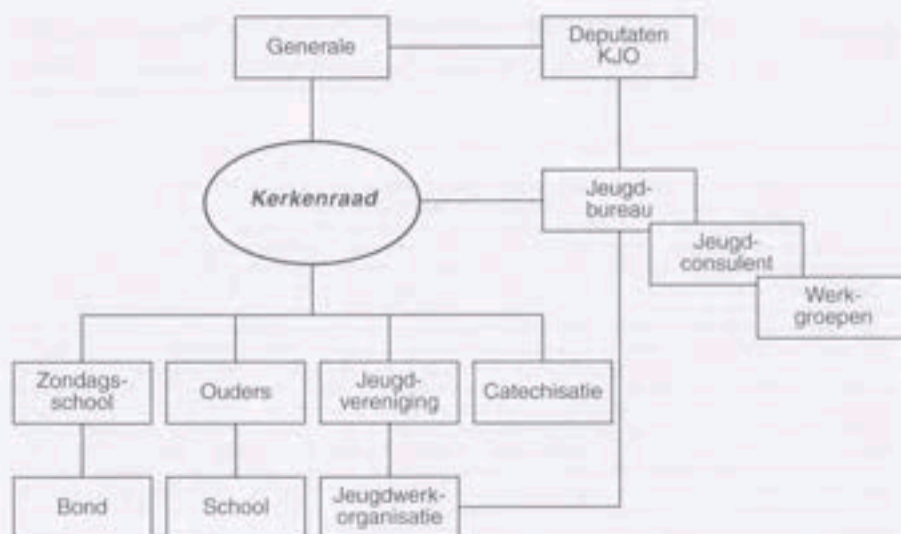 Generale
Deputaten
KJO
Kerkenraad
Jeugd-
bureau
Jeugd-
consulent
Werk-
groepen
Zondags-
school
Ouders
Jeugd-
vereniging
Catechisatie
Bond
School
Jeugdwerk-
organisatie